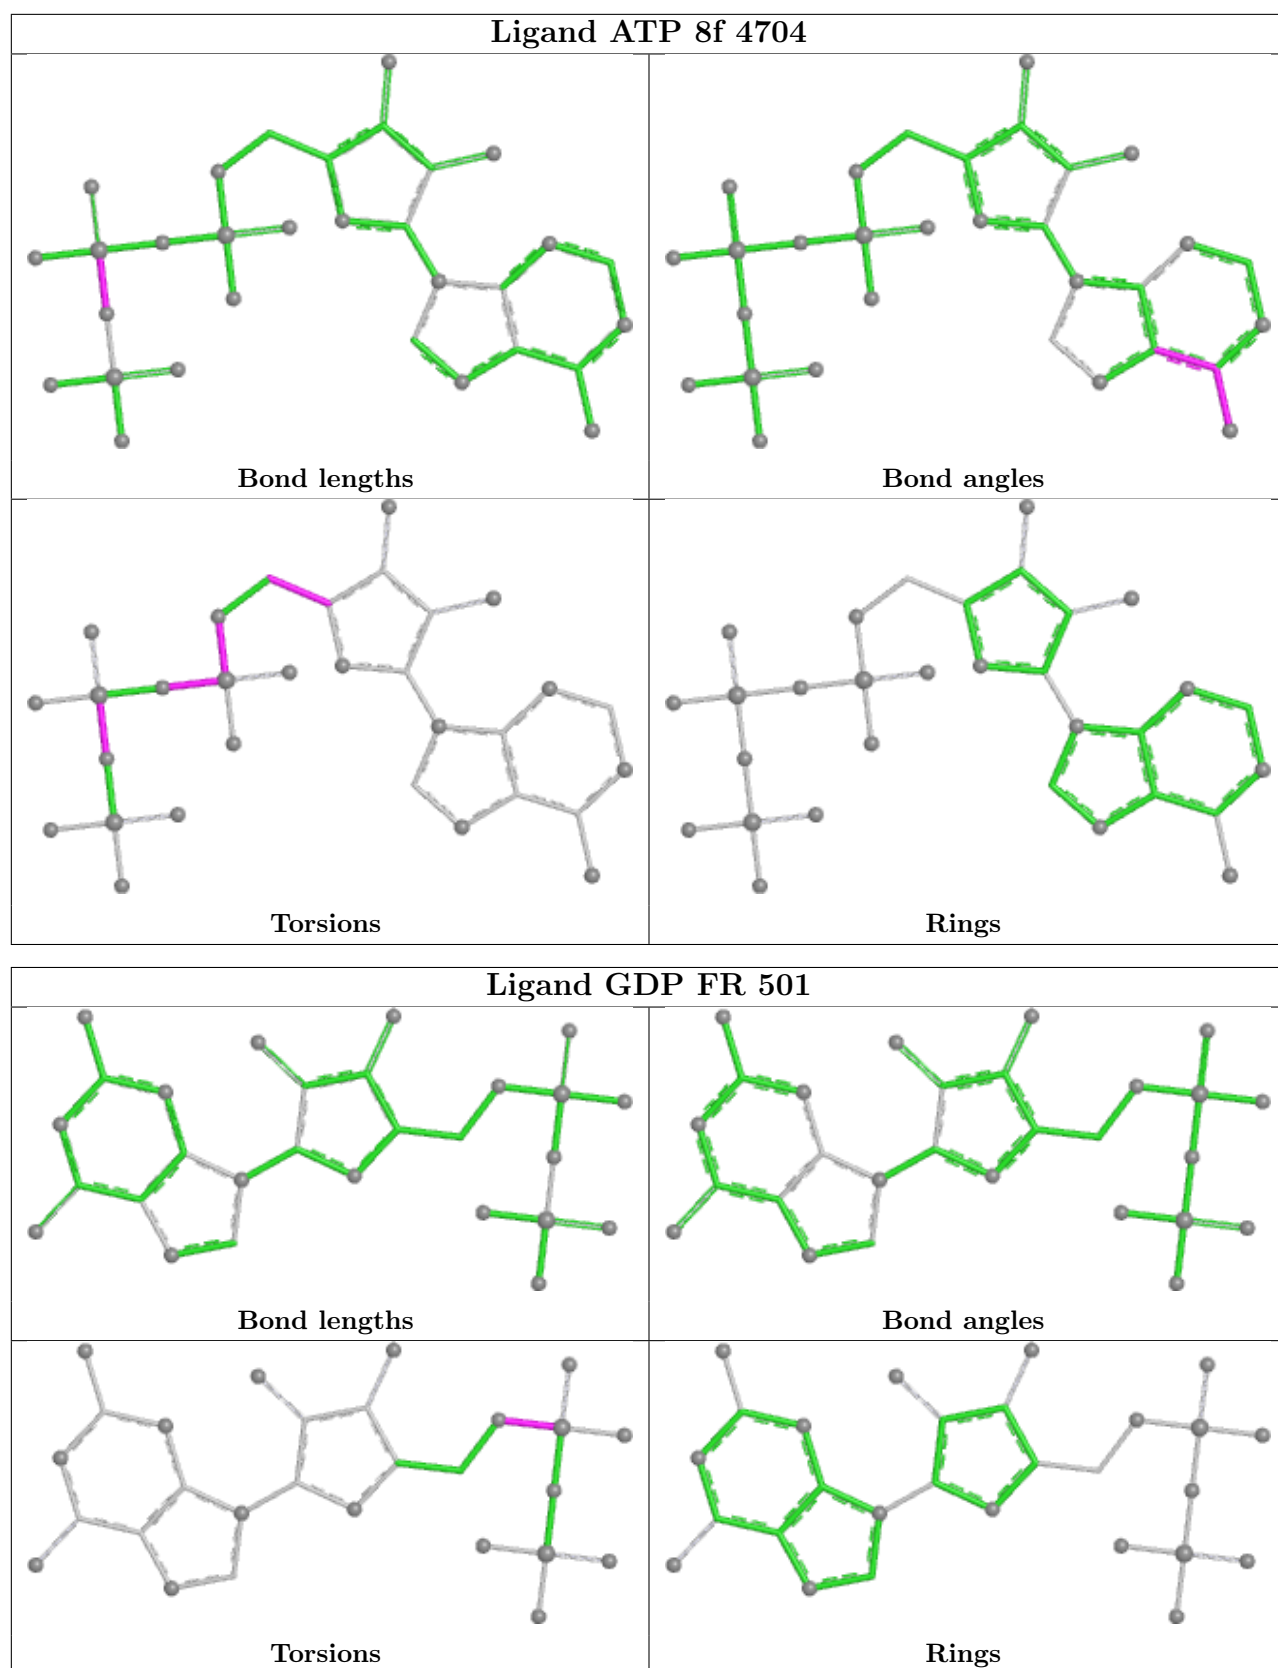 Ligand ATP 8f 4704
Bond lengths
Bond angles
Torsions
Rings
Ligand GDP FR 501
Bond lengths
Bond angles
Torsions
Rings